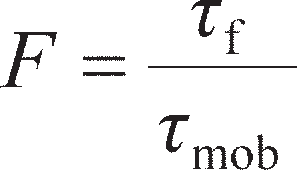 F = τ_f / τ_mob